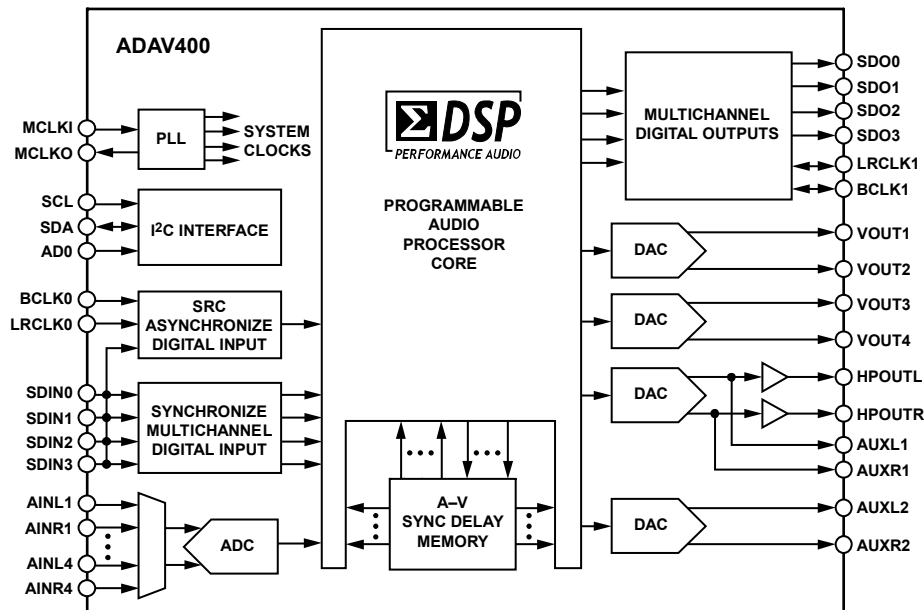 ADAV400
MCLKI
MCLKO
PLL
SYSTEM
CLOCKS
SCL
SDA
AD0
I²C INTERFACE
BCLK0
LRCLK0
SRC
ASYNCHRONIZE
DIGITAL INPUT
SDIN0
SDIN1
SDIN2
SDIN3
SYNCHRONIZE
MULTICHANNEL
DIGITAL INPUT
AINL1
AINR1
AINL4
AINR4
ADC
ΣDSP
PERFORMANCE AUDIO
PROGRAMMABLE
AUDIO
PROCESSOR
CORE
A–V
SYNC DELAY
MEMORY
MULTICHANNEL
DIGITAL OUTPUTS
SDO0
SDO1
SDO2
SDO3
LRCLK1
BCLK1
DAC
VOUT1
VOUT2
DAC
VOUT3
VOUT4
DAC
HPOUTL
HPOUTR
AUXL1
AUXR1
DAC
AUXL2
AUXR2